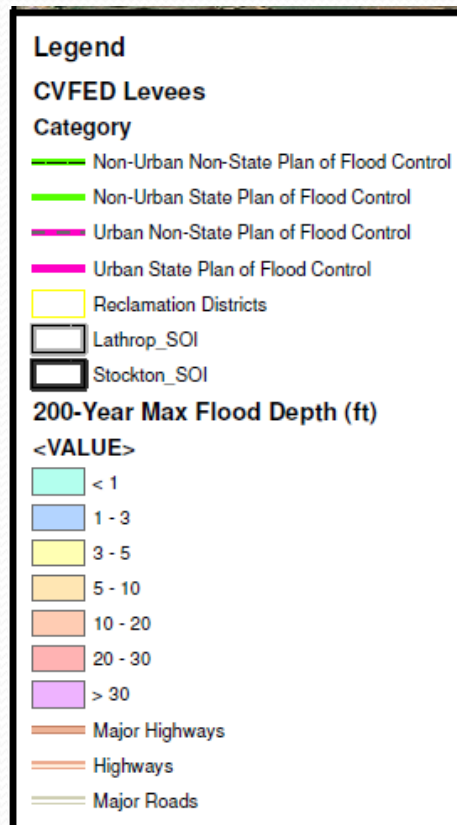 Legend
CVFED Levees
Category
Non-Urban Non-State Plan of Flood Control
Non-Urban State Plan of Flood Control
Urban Non-State Plan of Flood Control
Urban State Plan of Flood Control
Reclamation Districts
Lathrop_SOI
Stockton_SOI
200-Year Max Flood Depth (ft)
<VALUE>
< 1
1 - 3
3 - 5
5 - 10
10 - 20
20 - 30
> 30
Major Highways
Highways
Major Roads